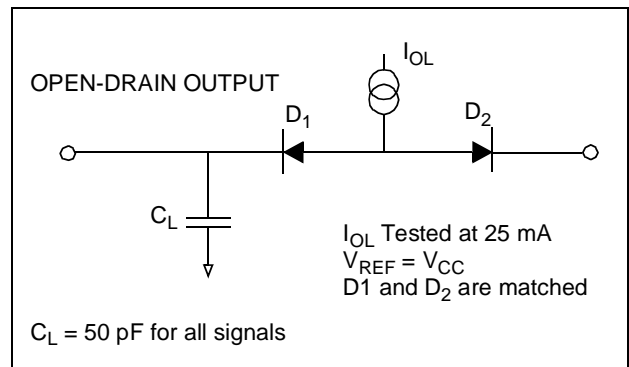 I_OL
OPEN-DRAIN OUTPUT
D_1
D_2
C_L
I_OL Tested at 25 mA
V_REF = V_CC
D1 and D_2 are matched
C_L = 50 pF for all signals